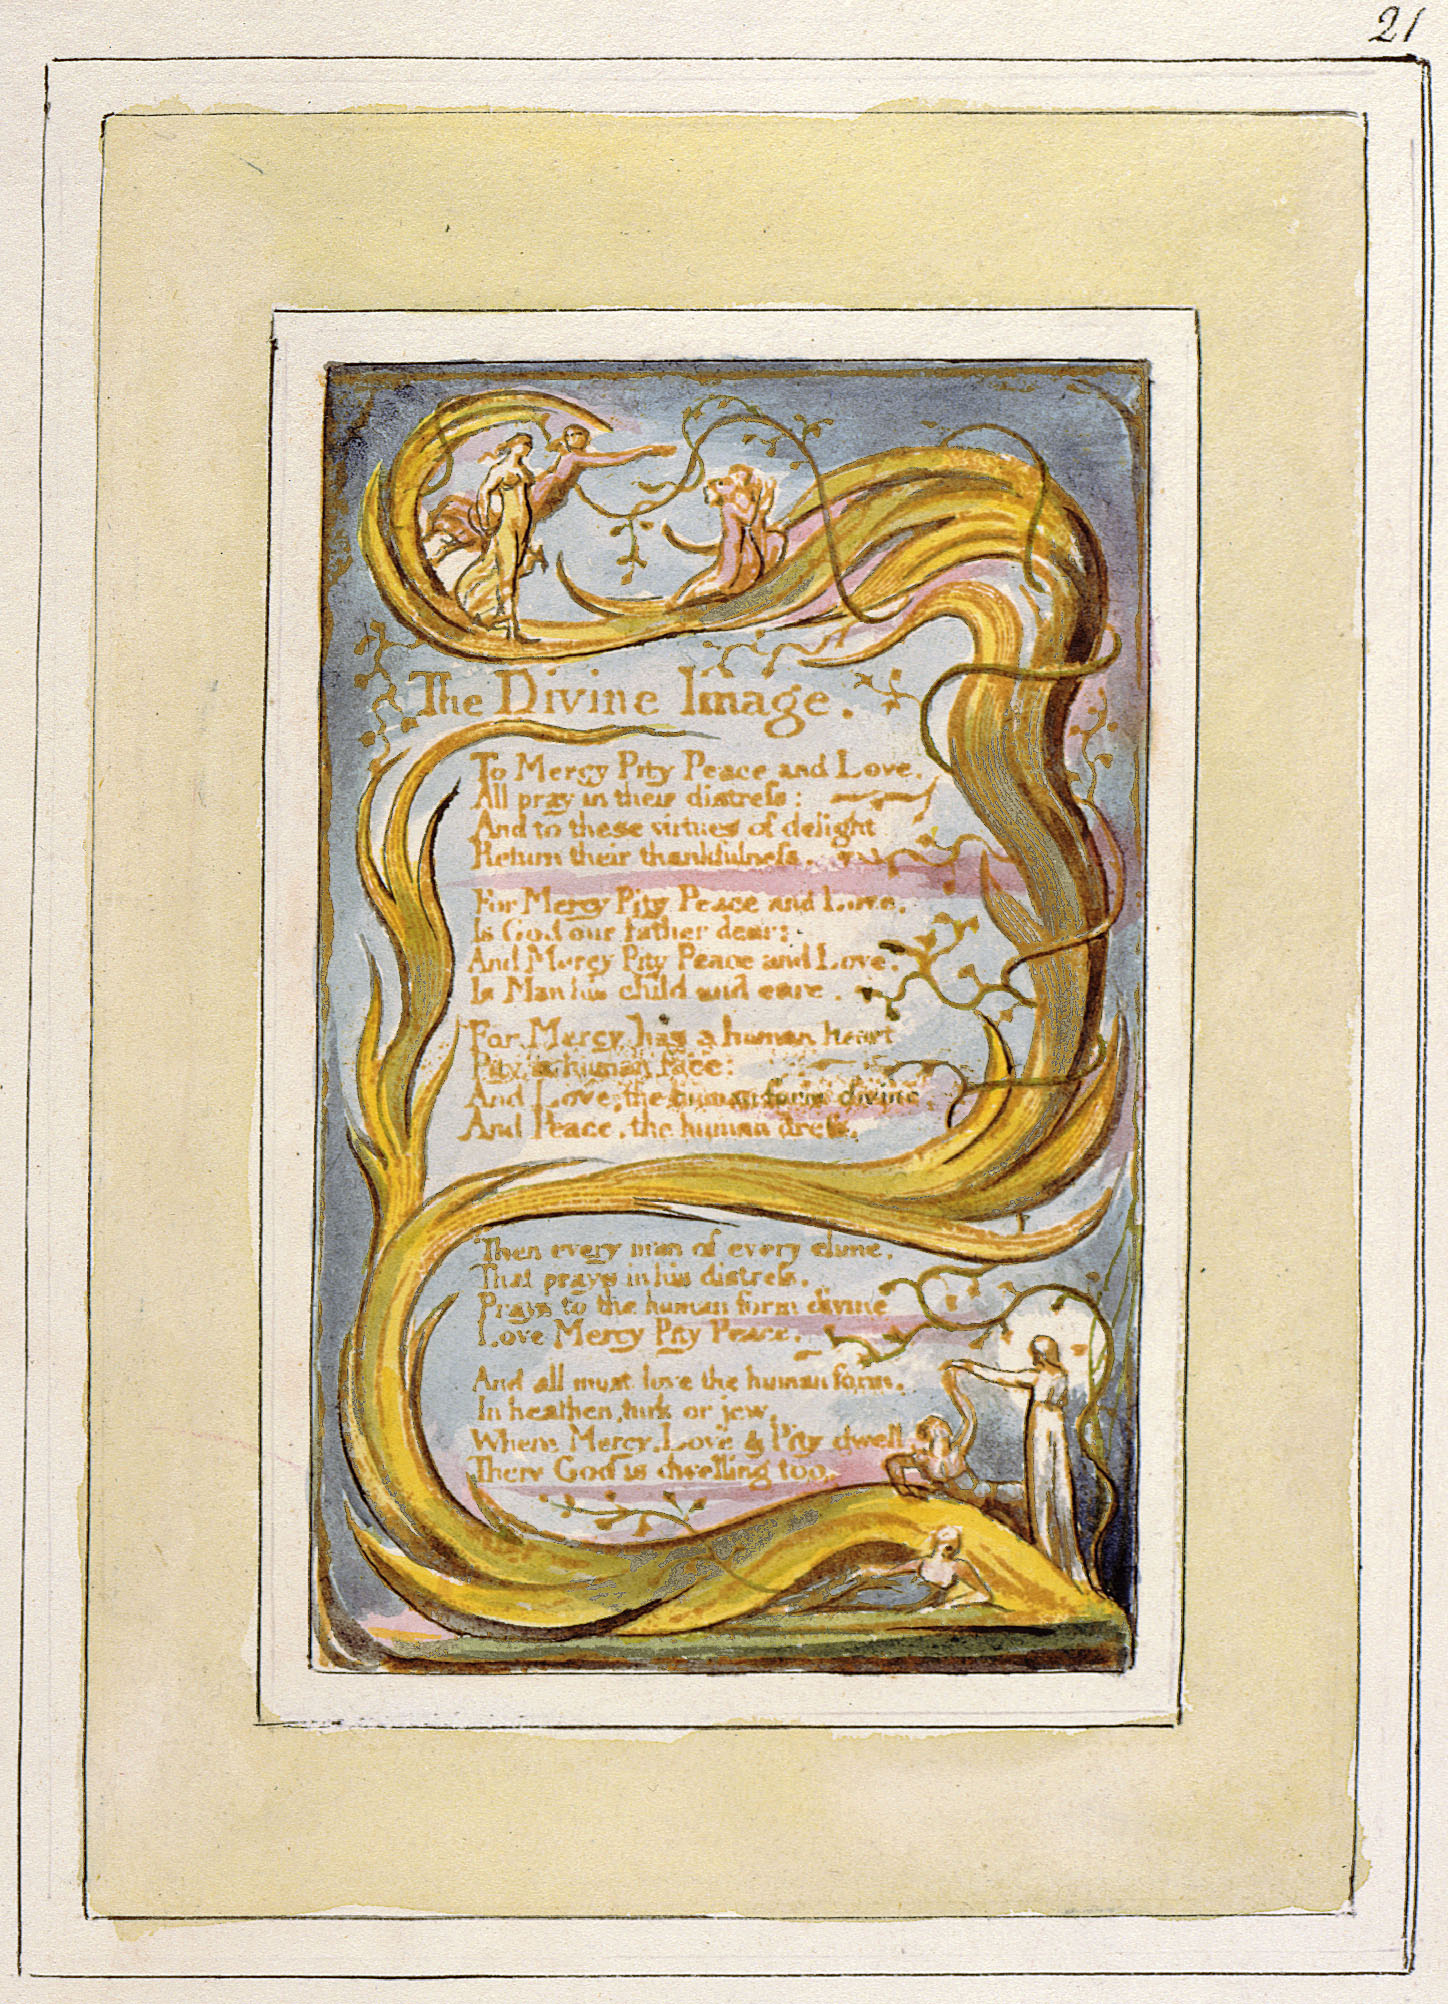 21
The Divine Image.
To Mercy Pity Peace and Love,
All pray in their distress:
And to these virtues of delight
Return their thankfulness.
For Mercy Pity Peace and Love,
Is God our father dear:
And Mercy Pity Peace and Love,
Is Man his child and care.
For Mercy has a human heart
Pity, a human face:
And Love, the human form divine,
And Peace, the human dress.
Then every man of every clime,
That prays in his distress,
Prays to the human form divine
Love Mercy Pity Peace.
And all must love the human form,
In heathen, turk or jew.
Where Mercy, Love & Pity dwell
There God is dwelling too.